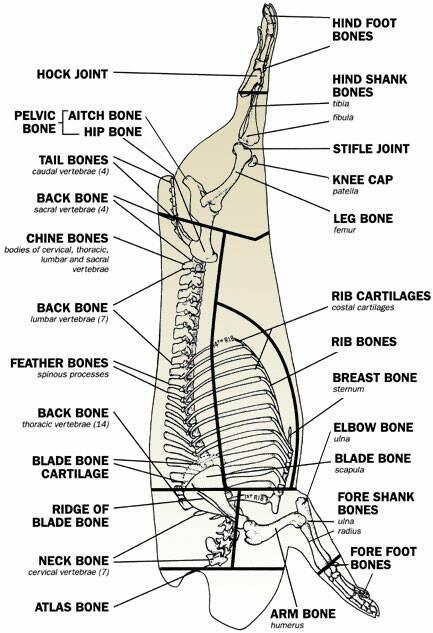 HIND FOOT
BONES
HOCK JOINT
HIND SHANK
BONES
tibia
fibula
PELVIC
BONE
AITCH BONE
HIP BONE
STIFLE JOINT
TAIL BONES
caudal vertebrae (4)
KNEE CAP
patella
BACK BONE
sacral vertebrae (4)
LEG BONE
femur
CHINE BONES
bodies of cervical, thoracic,
lumbar and sacral
vertebrae
RIB CARTILAGES
costal cartilages
BACK BONE
lumbar vertebrae (7)
14TH RIB
RIB BONES
FEATHER BONES
spinous processes
BREAST BONE
sternum
BACK BONE
thoracic vertebrae (14)
ELBOW BONE
ulna
BLADE BONE
CARTILAGE
BLADE BONE
scapula
1ST RIB
RIDGE OF
BLADE BONE
FORE SHANK
BONES
ulna
radius
NECK BONE
cervical vertebrae (7)
FORE FOOT
BONES
ATLAS BONE
ARM BONE
humerus